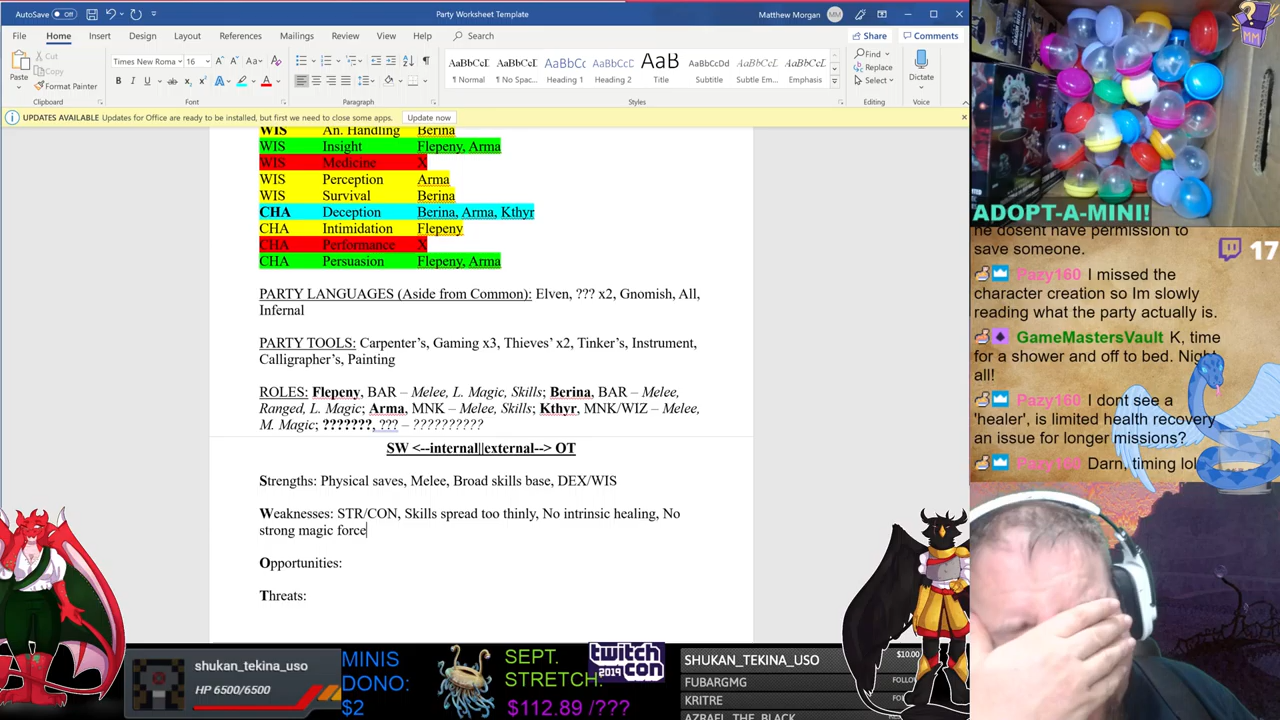 AutoSave Off
Party Worksheet Template
Matthew Morgan MM
File Home Insert Draw Design Layout References Mailings Review View Help Search
Share Comments
Paste
Cut
Copy
Format Painter
Times New Roma 16
Normal
No Spac...
Heading 1
Heading 2
Title
Subtitle
Subtle Em...
Emphasis
Find
Replace
Select
Dictate
Clipboard Font Paragraph Styles Editing Voice
UPDATES AVAILABLE Updates for Office are ready to be installed, but first we need to close some apps. Update now
WIS An. Handling Berina
WIS Insight Flepeny, Arma
WIS Medicine X
WIS Perception Arma
WIS Survival Berina
CHA Deception Berina, Arma, Kthyr
CHA Intimidation Flepeny
CHA Performance X
CHA Persuasion Flepeny, Arma
PARTY LANGUAGES (Aside from Common): Elven, ??? x2, Gnomish, All,
Infernal
PARTY TOOLS: Carpenter’s, Gaming x3, Thieves’ x2, Tinker’s, Instrument,
Calligrapher’s, Painting
ROLES: Flepeny, BAR – Melee, L. Magic, Skills; Berina, BAR – Melee,
Ranged, L. Magic; Arma, MNK – Melee, Skills; Kthyr, MNK/WIZ – Melee,
M. Magic; ???????, ??? – ??????????
SW <--internal||external--> OT
Strengths: Physical saves, Melee, Broad skills base, DEX/WIS
Weaknesses: STR/CON, Skills spread too thinly, No intrinsic healing, No
strong magic force
Opportunities:
Threats:
ADOPT-A-MINI!
MM
17
he dosent have permission to
save someone.
Pazy160 I missed the
character creation so Im slowly
reading what the party actually is.
GameMastersVault K, time
for a shower and off to bed. Night
all!
Pazy160 I dont see a
'healer', is limited health recovery
an issue for longer missions?
Pazy160 Darn, timing lol
shukan_tekina_uso
HP 6500/6500
MINIS
DONO:
$2
SEPT.
STRETCH:
$112.89 /???
twitch
con
2019
SHUKAN_TEKINA_USO $10.00
FUBARGMG
KRITRE
AZRAEL_THE_BLACK